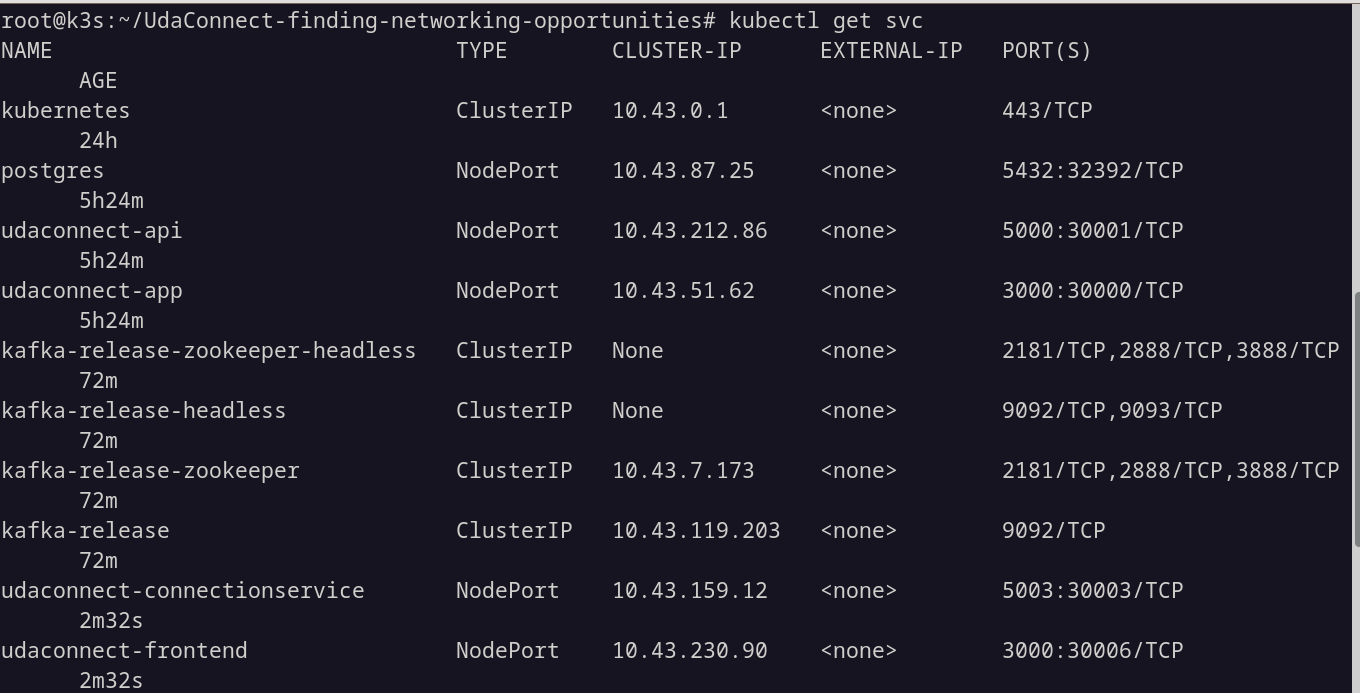 root@k3s:~/UdaConnect-finding-networking-opportunities# kubectl get svc
NAME                               TYPE        CLUSTER-IP      EXTERNAL-IP   PORT(S)
      AGE
kubernetes                         ClusterIP   10.43.0.1       <none>        443/TCP
      24h
postgres                           NodePort    10.43.87.25     <none>        5432:32392/TCP
      5h24m
udaconnect-api                     NodePort    10.43.212.86    <none>        5000:30001/TCP
      5h24m
udaconnect-app                     NodePort    10.43.51.62     <none>        3000:30000/TCP
      5h24m
kafka-release-zookeeper-headless   ClusterIP   None            <none>        2181/TCP,2888/TCP,3888/TCP
      72m
kafka-release-headless             ClusterIP   None            <none>        9092/TCP,9093/TCP
      72m
kafka-release-zookeeper            ClusterIP   10.43.7.173     <none>        2181/TCP,2888/TCP,3888/TCP
      72m
kafka-release                      ClusterIP   10.43.119.203   <none>        9092/TCP
      72m
udaconnect-connectionservice       NodePort    10.43.159.12    <none>        5003:30003/TCP
      2m32s
udaconnect-frontend                NodePort    10.43.230.90    <none>        3000:30006/TCP
      2m32s